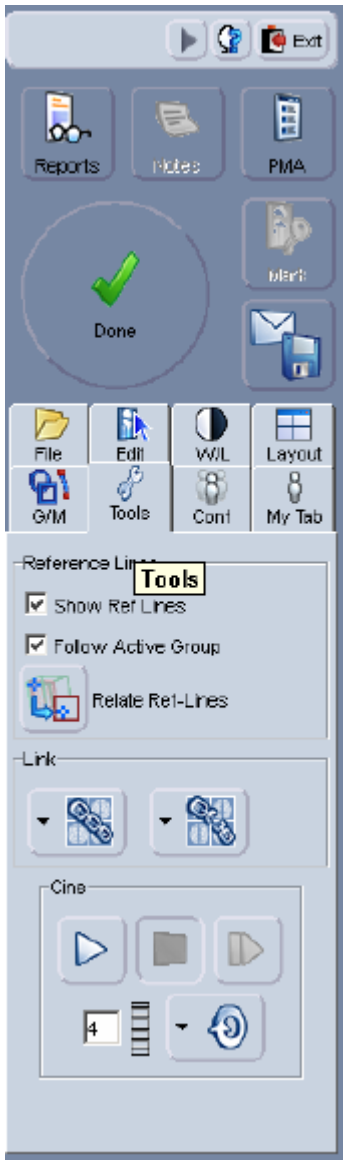 Exit
Reports Notes PMA
Mark
Done
File Edit W/L Layout
G/M Tools Conf My Tab
Reference Lines
Tools
Show Ref Lines
Follow Active Group
Relate Ref-Lines
Link
Cine
4